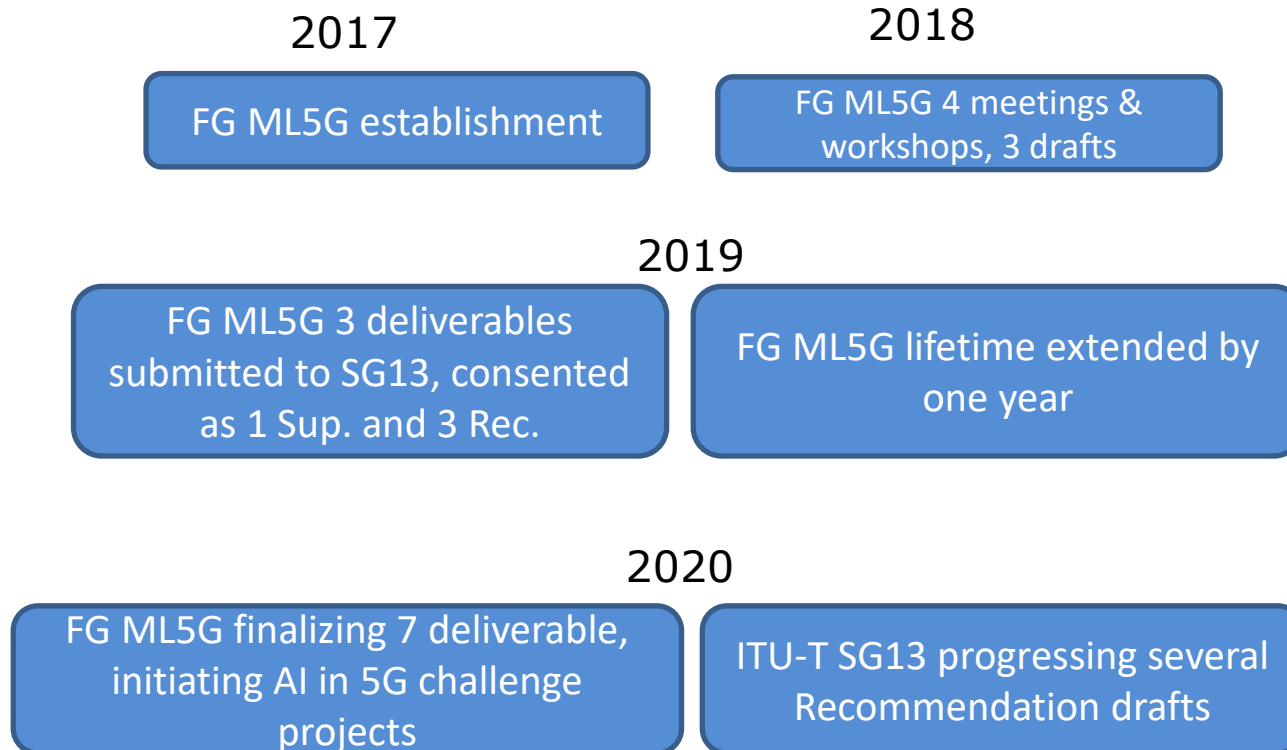 2017
FG ML5G establishment
2018
FG ML5G 4 meetings &
workshops, 3 drafts
2019
FG ML5G 3 deliverables
submitted to SG13, consented
as 1 Sup. and 3 Rec.
FG ML5G lifetime extended by
one year
2020
FG ML5G finalizing 7 deliverable,
initiating AI in 5G challenge
projects
ITU-T SG13 progressing several
Recommendation drafts